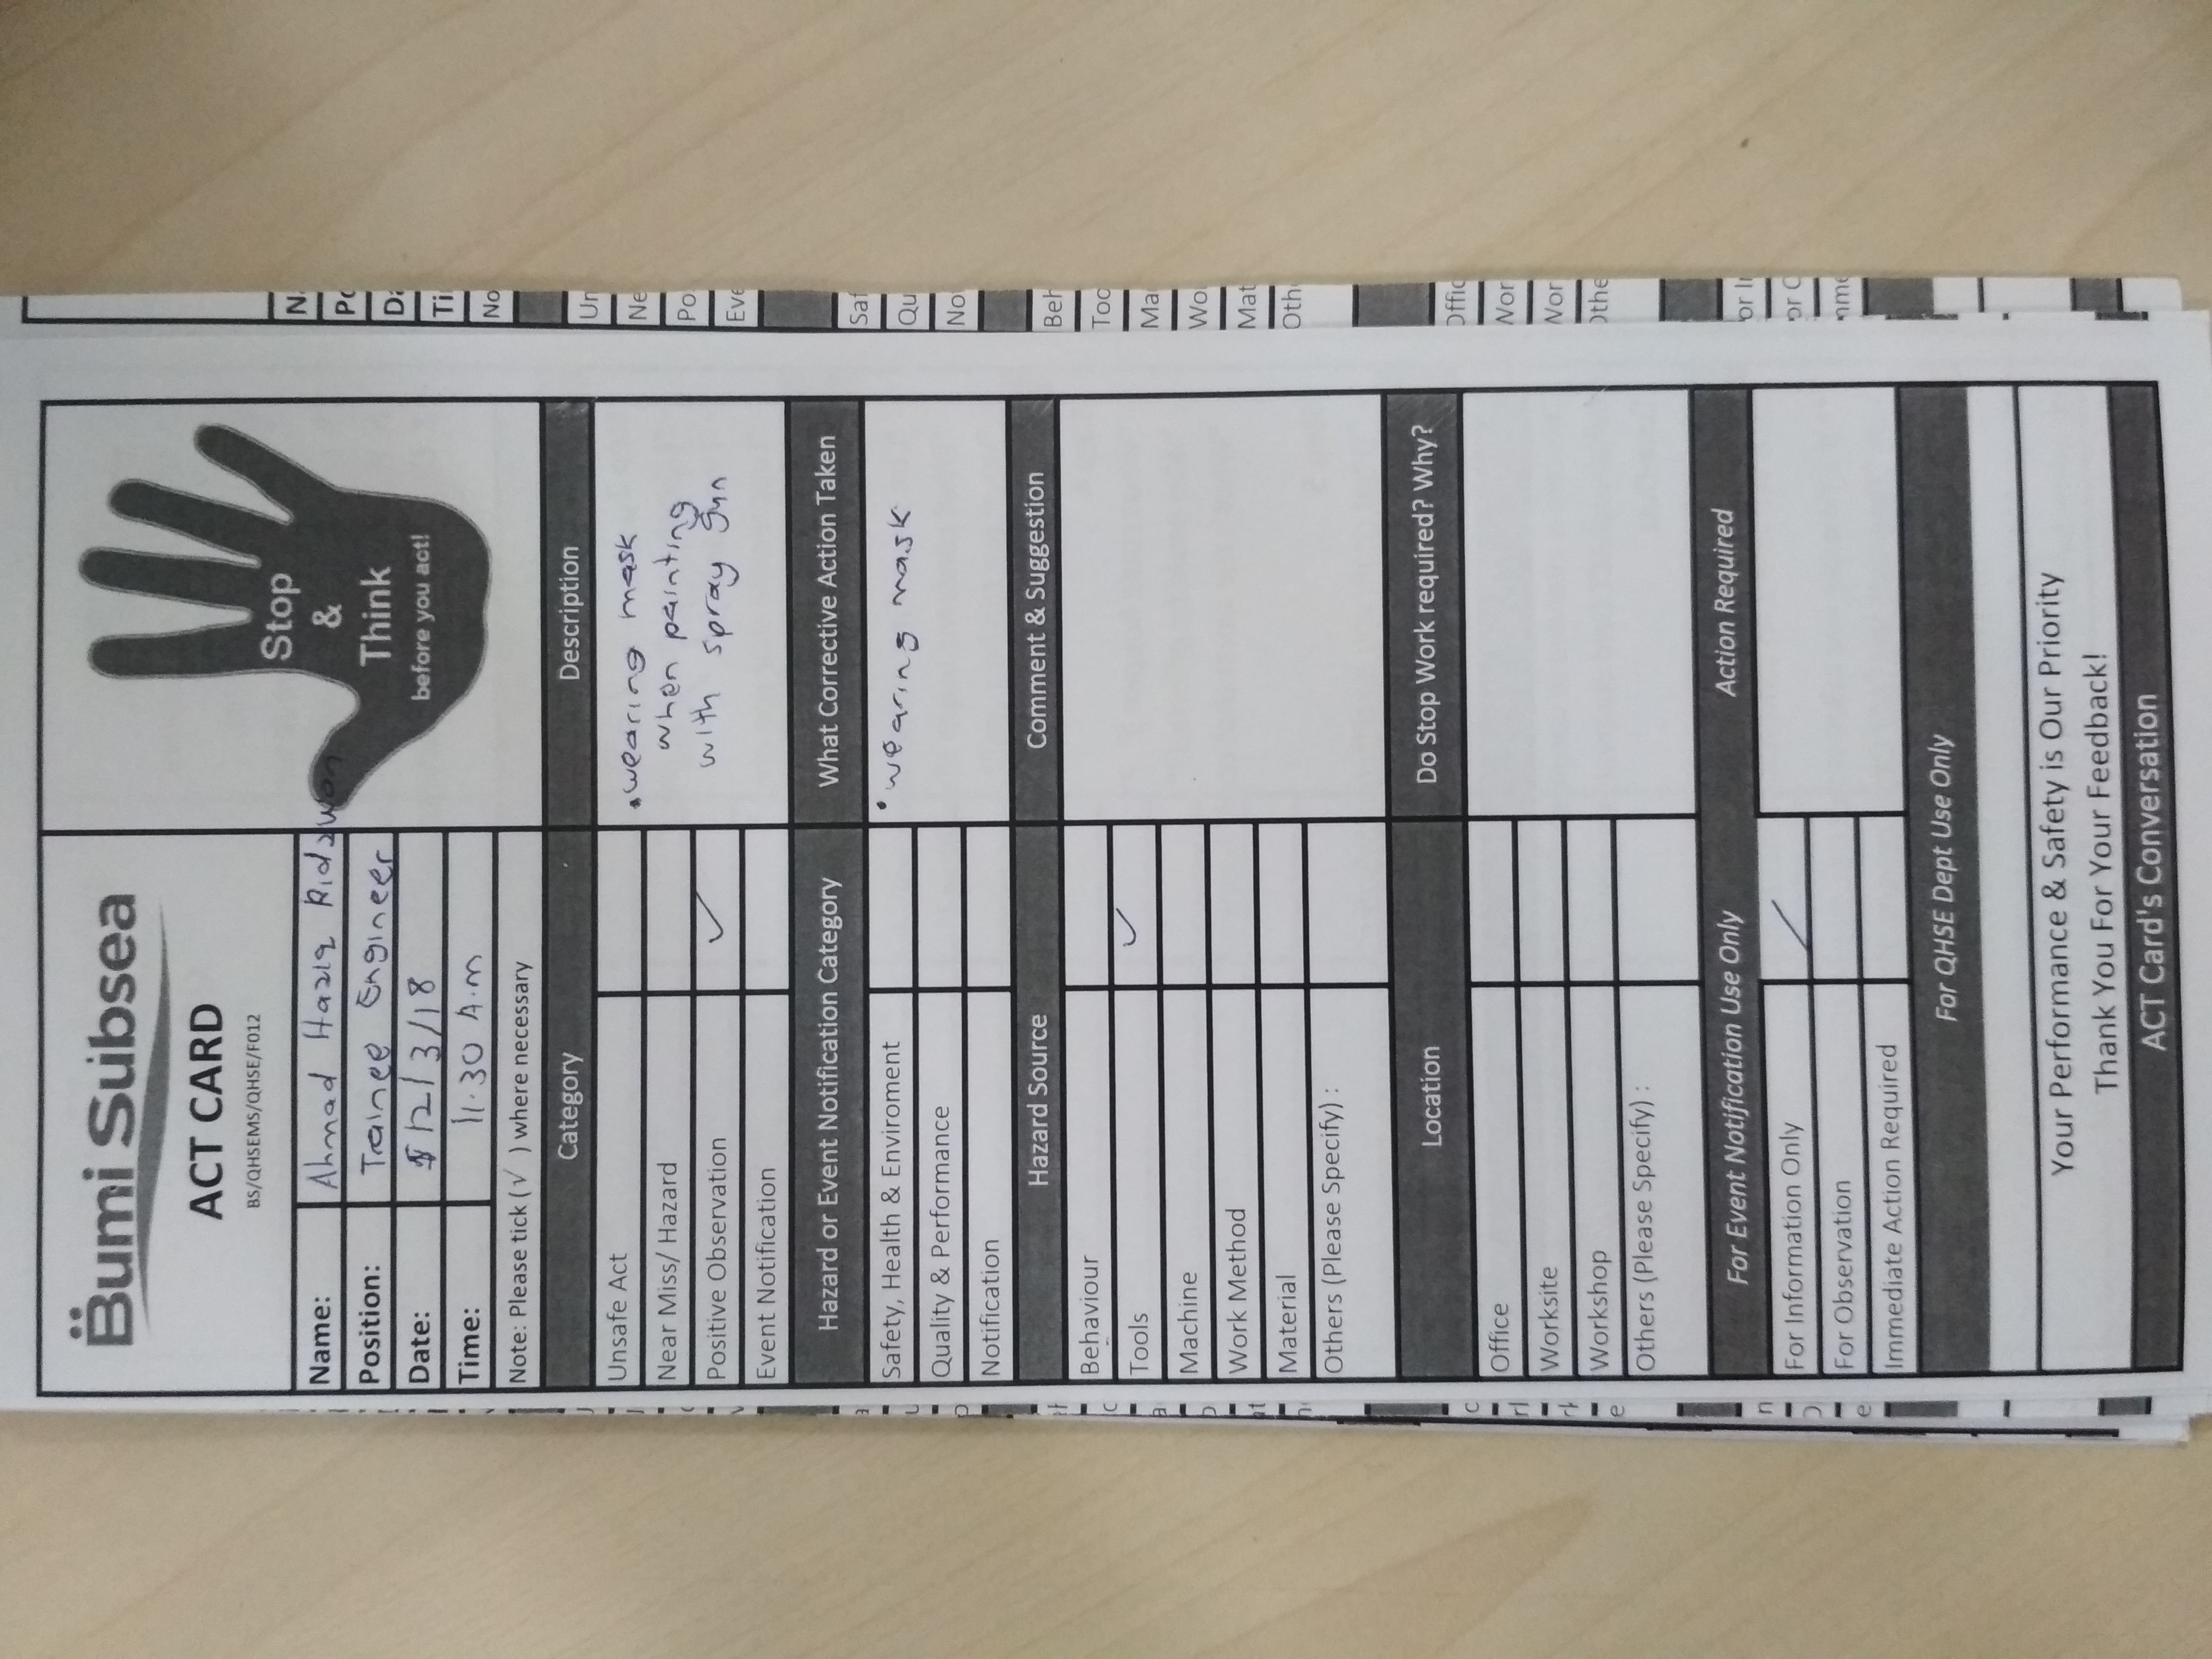 Bumi Subsea
ACT CARD
BS/QHSEMS/QHSE/F012
Stop
&
Think
before you act!
Name: Ahmad Haziq Ridzwan
Position: Trainee Engineer
Date: 12/3/18
Time: 11.30 A.m
Note: Please tick (√ ) where necessary
Category Description
Unsafe Act
Near Miss/ Hazard
Positive Observation ✓
Event Notification
• wearing mask
when painting
with spray gun
Hazard or Event Notification Category What Corrective Action Taken
Safety, Health & Enviroment
Quality & Performance
Notification
• wearing mask
Hazard Source Comment & Suggestion
Behaviour
Tools ✓
Machine
Work Method
Material
Others (Please Specify) :
Location Do Stop Work required? Why?
Office
Worksite
Workshop
Others (Please Specify) :
For Event Notification Use Only Action Required
For Information Only /
For Observation
Immediate Action Required
For QHSE Dept Use Only
Your Performance & Safety is Our Priority
Thank You For Your Feedback!
ACT Card's Conversation